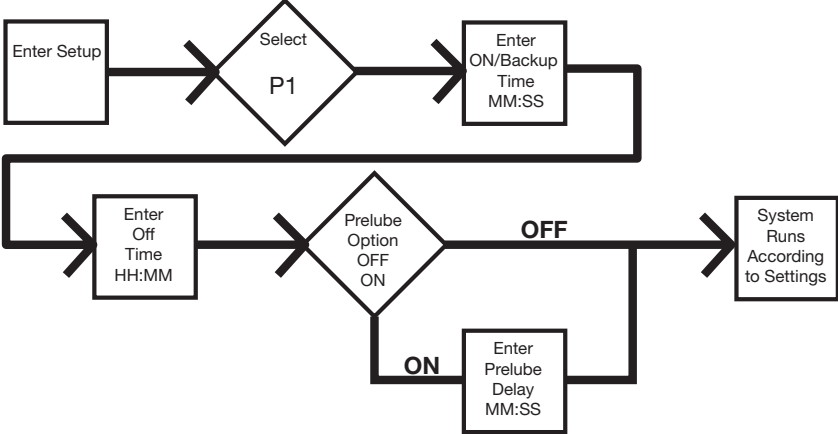 Enter Setup
Select
P1
Enter
ON/Backup
Time
MM:SS
Enter
Off
Time
HH:MM
Prelube
Option
OFF
ON
OFF
System
Runs
According
to Settings
ON
Enter
Prelube
Delay
MM:SS